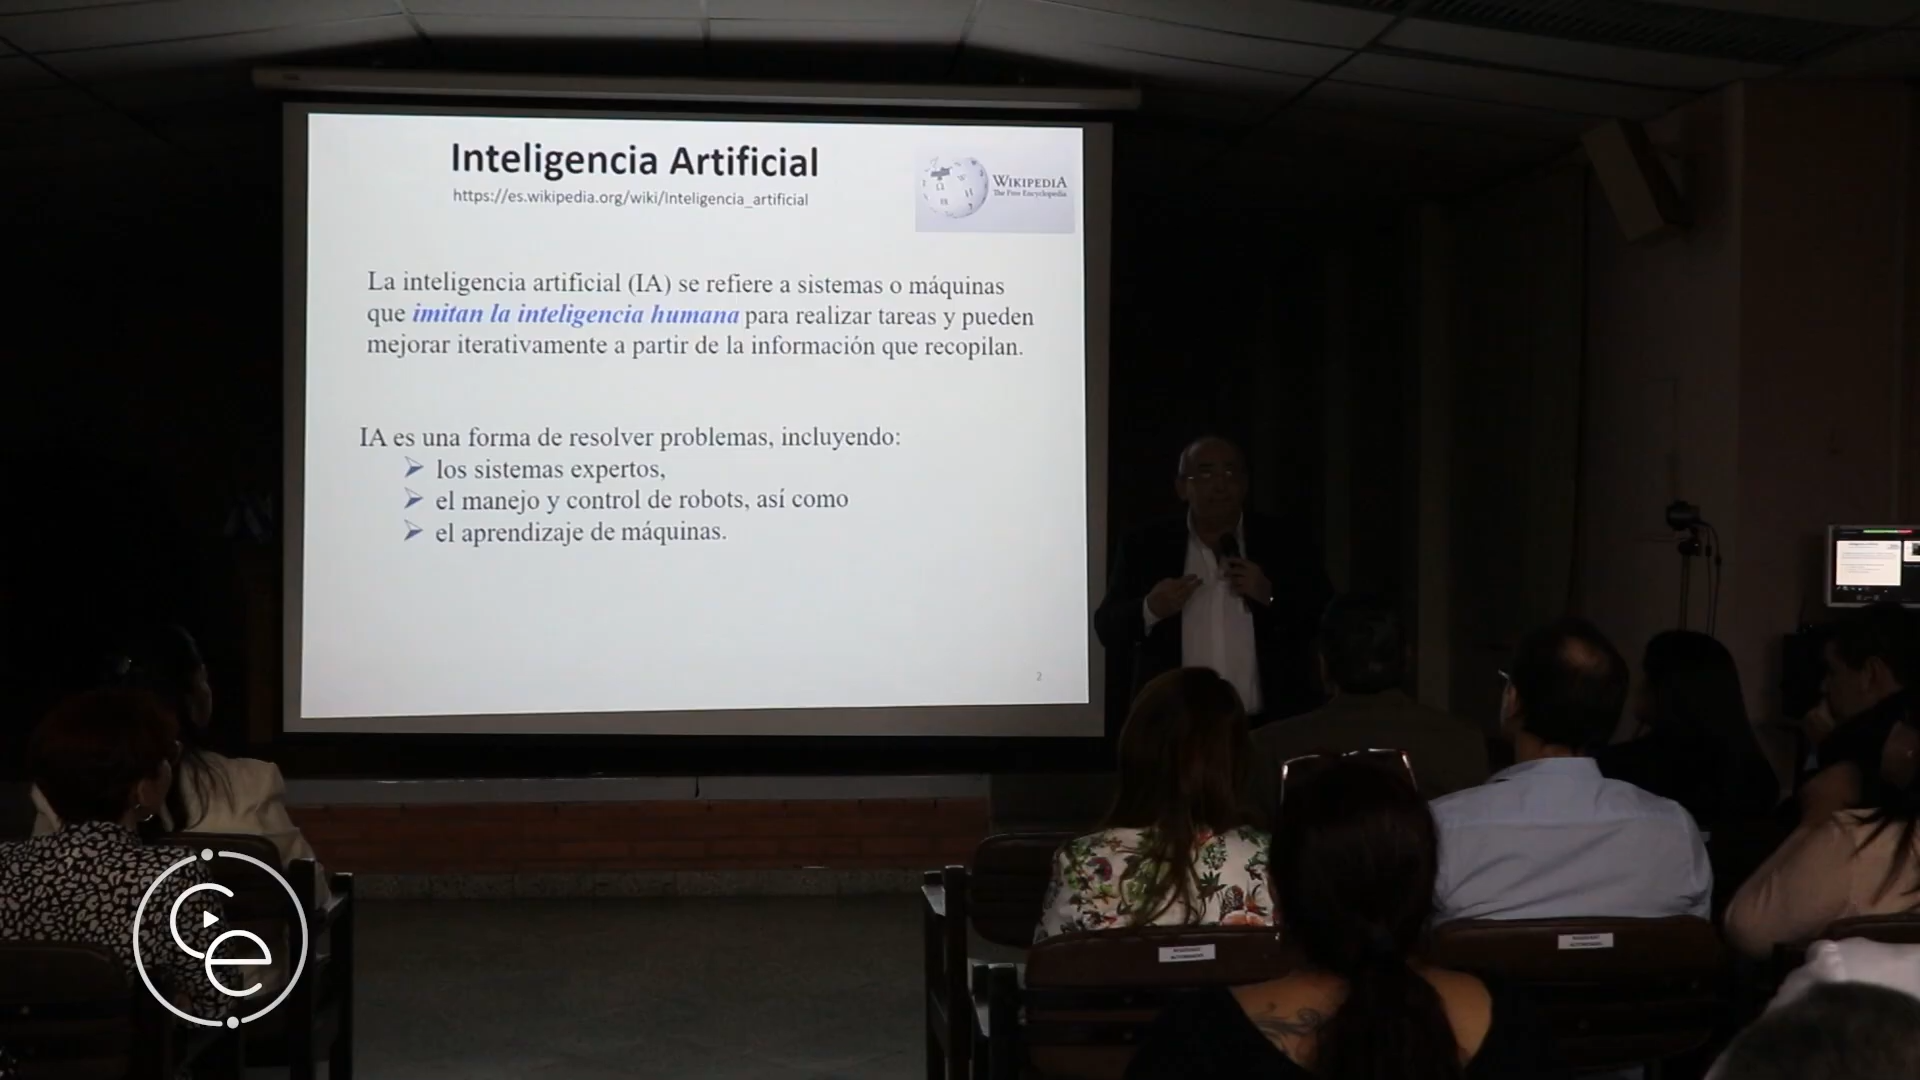 Inteligencia Artificial
https://es.wikipedia.org/wiki/Inteligencia_artificial
WIKIPEDIA
The Free Encyclopedia
La inteligencia artificial (IA) se refiere a sistemas o máquinas
que imitan la inteligencia humana para realizar tareas y pueden
mejorar iterativamente a partir de la información que recopilan.
IA es una forma de resolver problemas, incluyendo:
➢ los sistemas expertos,
➢ el manejo y control de robots, así como
➢ el aprendizaje de máquinas.
2
ce